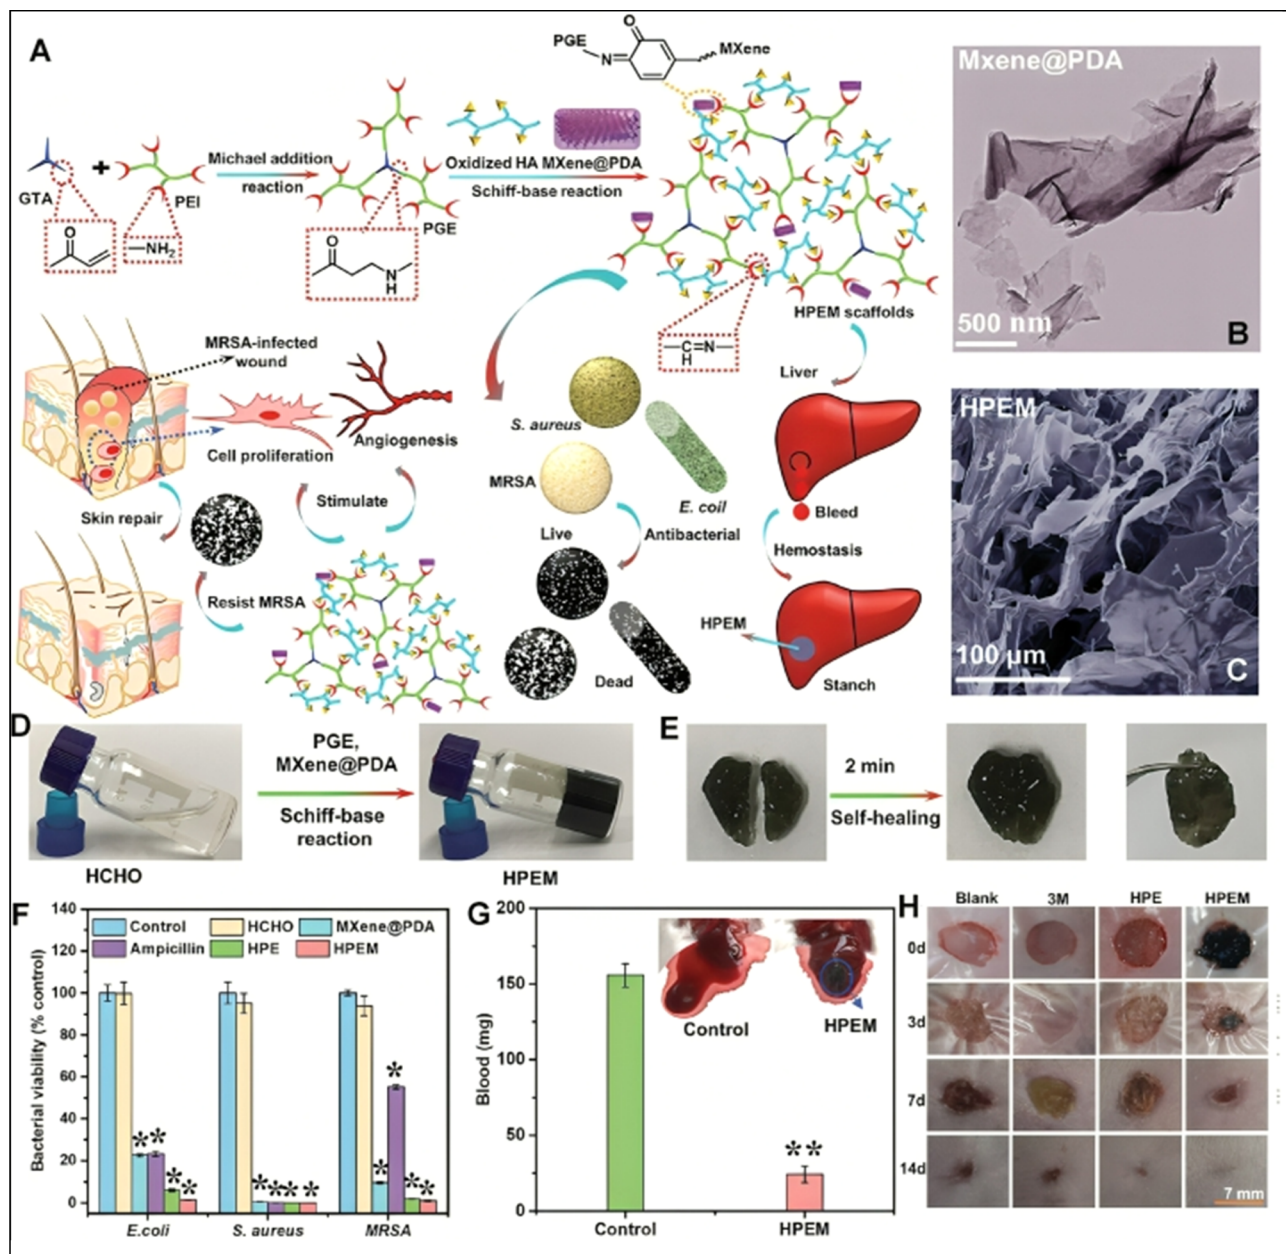 A
PGE
N
O
MXene
GTA
+
PEI
Michael addition
reaction
PGE
Oxidized HA MXene@PDA
Schiff-base reaction
O
NH2
O
N
H
C=N
H
HPEM scaffolds
Mxene@PDA
500 nm
B
HPEM
100 µm
C
MRSA-infected
wound
Cell proliferation
Angiogenesis
Skin repair
Stimulate
Resist MRSA
S. aureus
MRSA
E. coil
Live
Antibacterial
Dead
Liver
Bleed
Hemostasis
HPEM
Stanch
D
HCHO
PGE,
MXene@PDA
Schiff-base
reaction
HPEM
E
2 min
Self-healing
F
Bacterial viability (% control)
140
120
100
80
60
40
20
0
Control
HCHO
MXene@PDA
Ampicillin
HPE
HPEM
* * * *
* * * *
* * * *
E.coli
S. aureus
MRSA
G
Blood (mg)
200
150
100
50
0
Control
HPEM
* *
Control
HPEM
H
Blank
3M
HPE
HPEM
0d
3d
7d
14d
7 mm